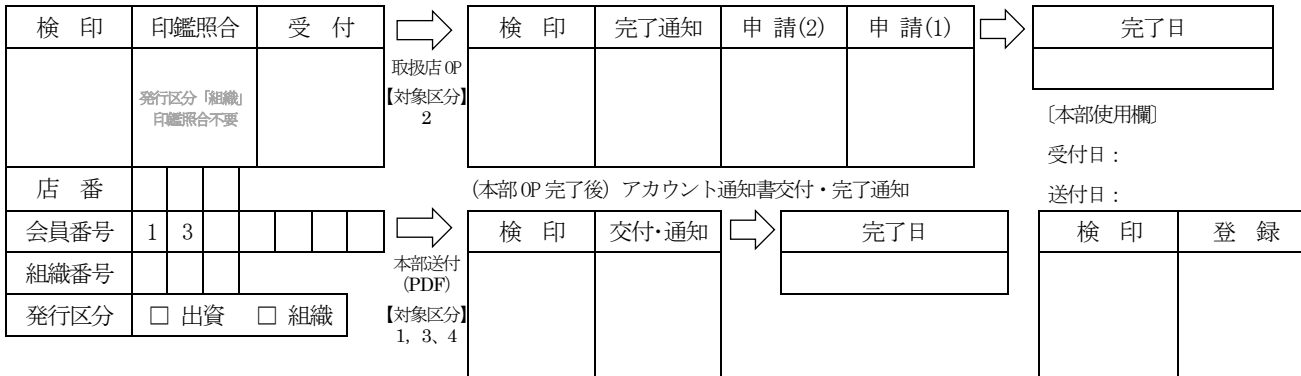 検 印 印鑑照合 受 付
発行区分「組織」
印鑑照合不要
店 番
会員番号 1 3
組織番号
発行区分 □ 出資 □ 組織
取扱店OP
【対象区分】
2
検 印 完了通知 申 請(2) 申 請(1)
完了日
〔本部使用欄〕
受付日：
送付日：
(本部OP完了後) アカウント通知書交付・完了通知
本部送付
(PDF)
【対象区分】
1, 3、4
検 印 交付・通知
完了日
検 印 登 録